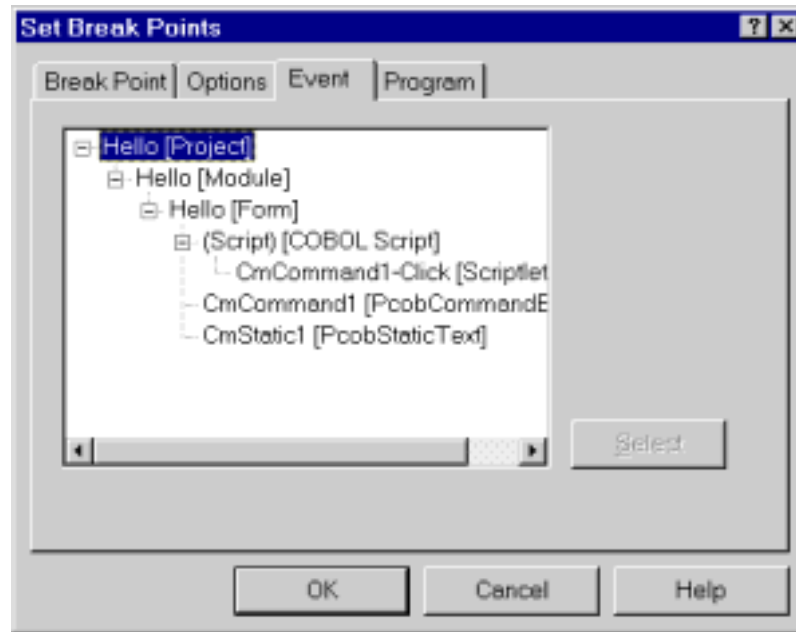 Set Break Points
Break Point Options Event Program
Hello [Project]
Hello [Module]
Hello [Form]
(Script) [COBOL Script]
CmCommand1-Click [Scriptlet
CmCommand1 [PcobCommandE
CmStatic1 [PcobStaticText]
Select
OK Cancel Help